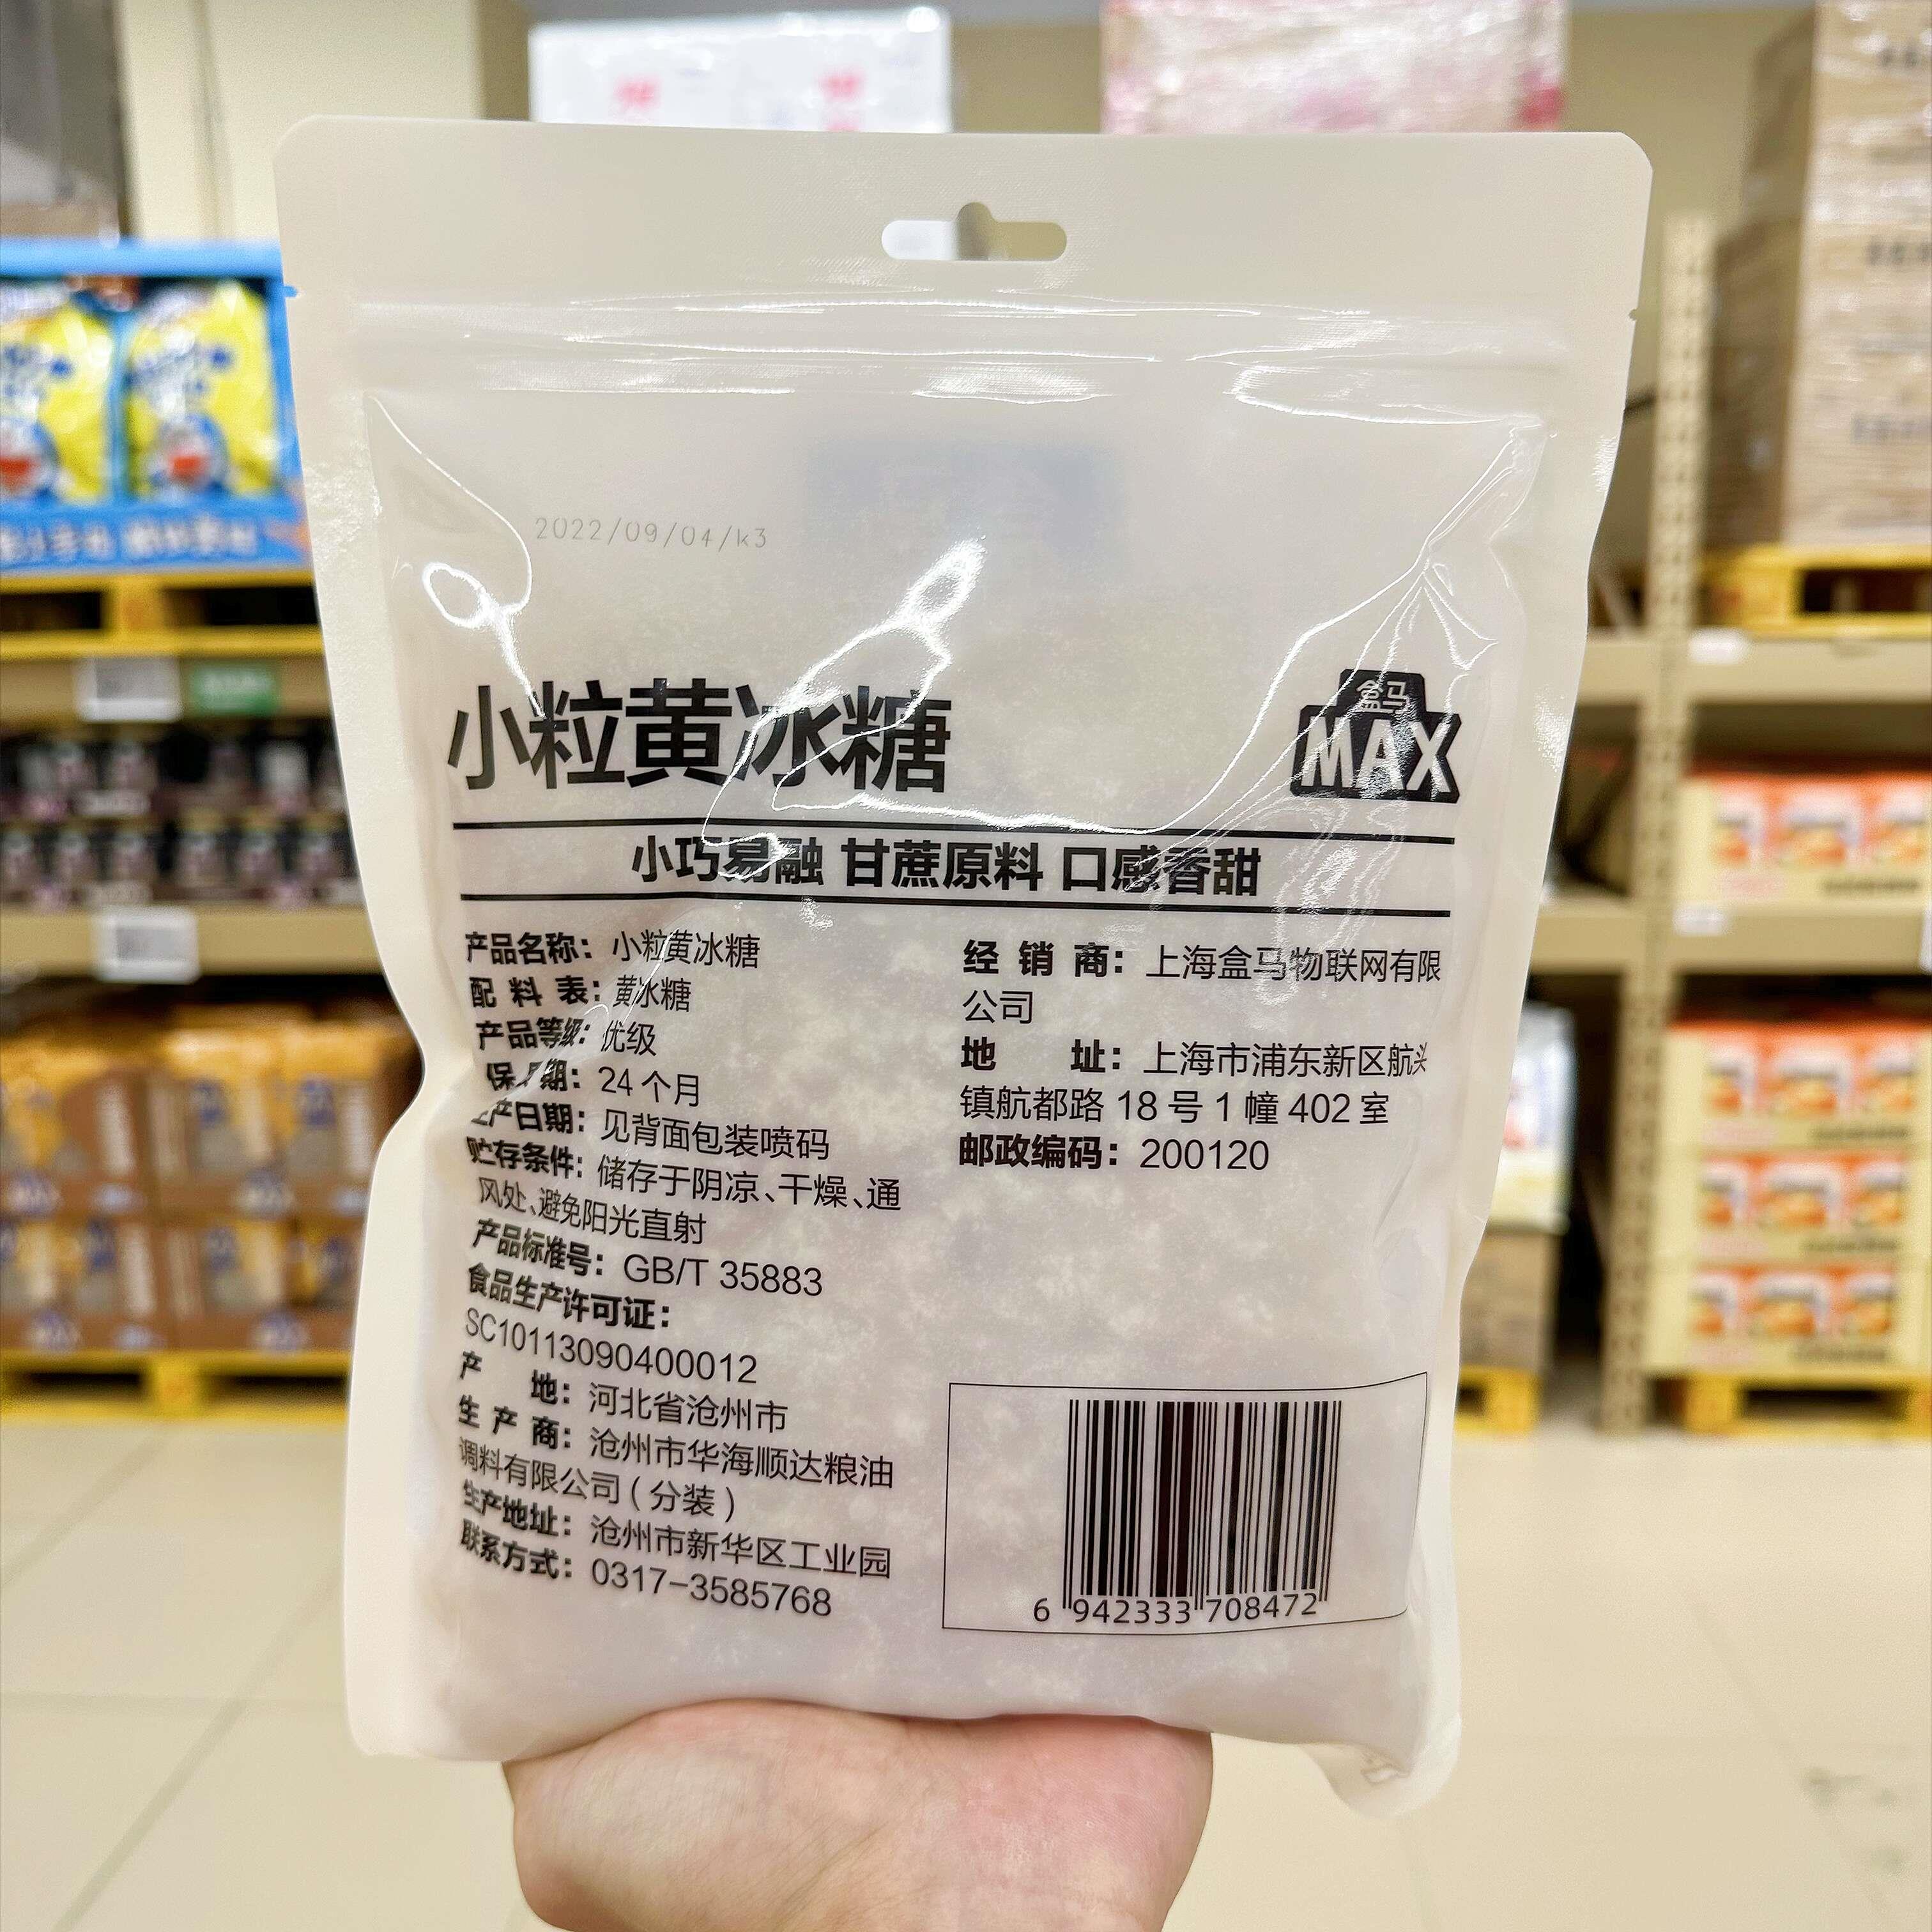 2022/09/04/k3
小粒黄冰糖
盒马
MAX
小巧易融 甘蔗原料 口感香甜
产品名称：小粒黄冰糖
配料表：黄冰糖
产品等级：优级
保质期：24个月
生产日期：见背面包装喷码
贮存条件：储存于阴凉、干燥、通
风处、避免阳光直射
产品标准号：GB/T 35883
食品生产许可证：
SC10113090400012
产地：河北省沧州市
生产商：沧州市华海顺达粮油
调料有限公司(分装)
生产地址：沧州市新华区工业园
联系方式：0317-3585768
经销商：上海盒马物联网有限
公司
地址：上海市浦东新区航头
镇航都路 18 号 1 幢 402 室
邮政编码：200120
6 942333 708472